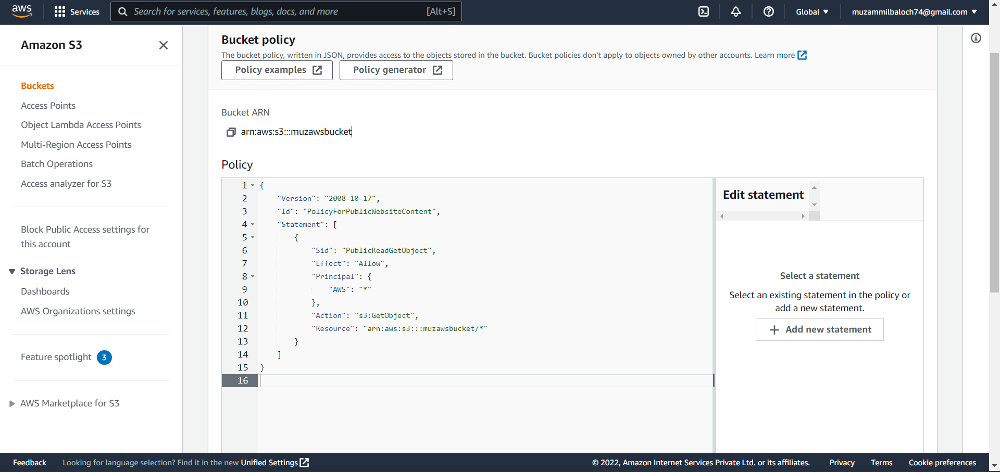 aws
Services
Search for services, features, blogs, docs, and more [Alt+S]
Global
muzammilbaloch74@gmail.com
Amazon S3
Buckets
Access Points
Object Lambda Access Points
Multi-Region Access Points
Batch Operations
Access analyzer for S3
Block Public Access settings for
this account
Storage Lens
Dashboards
AWS Organizations settings
Feature spotlight 3
AWS Marketplace for S3
Bucket policy
The bucket policy, written in JSON, provides access to the objects stored in the bucket. Bucket policies don't apply to objects owned by other accounts. Learn more
Policy examples
Policy generator
Bucket ARN
arn:aws:s3:::muzawsbucket
Policy
1 {
2 "Version": "2008-10-17",
3 "Id": "PolicyForPublicWebsiteContent",
4 "Statement": [
5 {
6 "Sid": "PublicReadGetObject",
7 "Effect": "Allow",
8 "Principal": {
9 "AWS": "*"
10 },
11 "Action": "s3:GetObject",
12 "Resource": "arn:aws:s3:::muzawsbucket/*"
13 }
14 ]
15 }
16
Edit statement
Select a statement
Select an existing statement in the policy or
add a new statement.
+ Add new statement
Feedback
Looking for language selection? Find it in the new Unified Settings
© 2022, Amazon Internet Services Private Ltd. or its affiliates.
Privacy
Terms
Cookie preferences